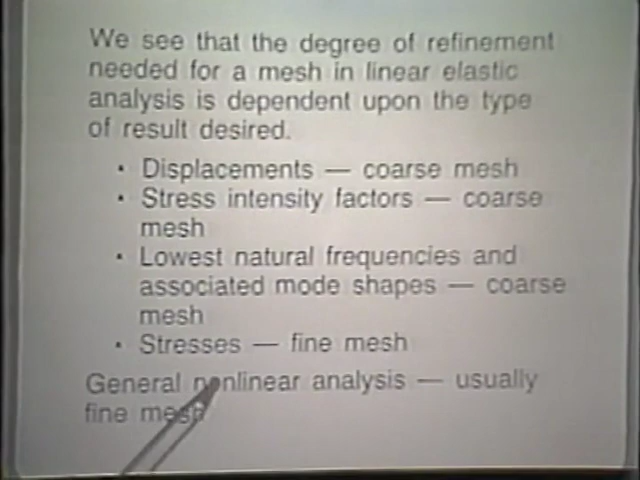 We see that the degree of refinement
needed for a mesh in linear elastic
analysis is dependent upon the type
of result desired.
• Displacements — coarse mesh
• Stress intensity factors — coarse
mesh
• Lowest natural frequencies and
associated mode shapes — coarse
mesh
• Stresses — fine mesh
General nonlinear analysis — usually
fine mesh